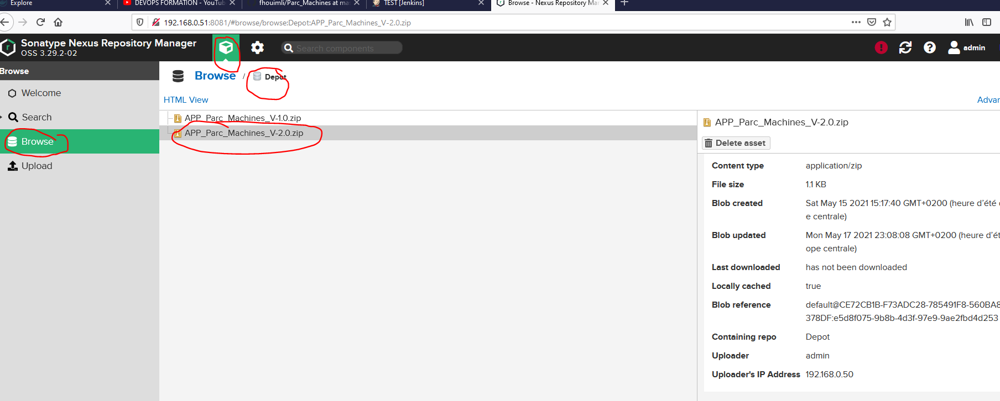 Explore
DEVOPS FORMATION - YouTub
fhouimli/Parc_Machines at mas
TEST [Jenkins]
Browse - Nexus Repository Man
192.168.0.51:8081/#browse/browse:Depot:APP_Parc_Machines_V-2.0.zip
Sonatype Nexus Repository Manager
OSS 3.29.2-02
Search components
admin
Browse
Browse / Depot
Welcome
Search
Browse
Upload
HTML View
Advan
APP_Parc_Machines_V-1.0.zip
APP_Parc_Machines_V-2.0.zip
APP_Parc_Machines_V-2.0.zip
Delete asset
Content type application/zip
File size 1.1 KB
Blob created Sat May 15 2021 15:17:40 GMT+0200 (heure d’été
e centrale)
Blob updated Mon May 17 2021 23:08:08 GMT+0200 (heure d’ét
ope centrale)
Last downloaded has not been downloaded
Locally cached true
Blob reference default@CE72CB1B-F73ADC28-785491F8-560BA8
378DF:e5d8f075-9b8b-4d3f-97e9-9ae2fbd4d253
Containing repo Depot
Uploader admin
Uploader's IP Address 192.168.0.50